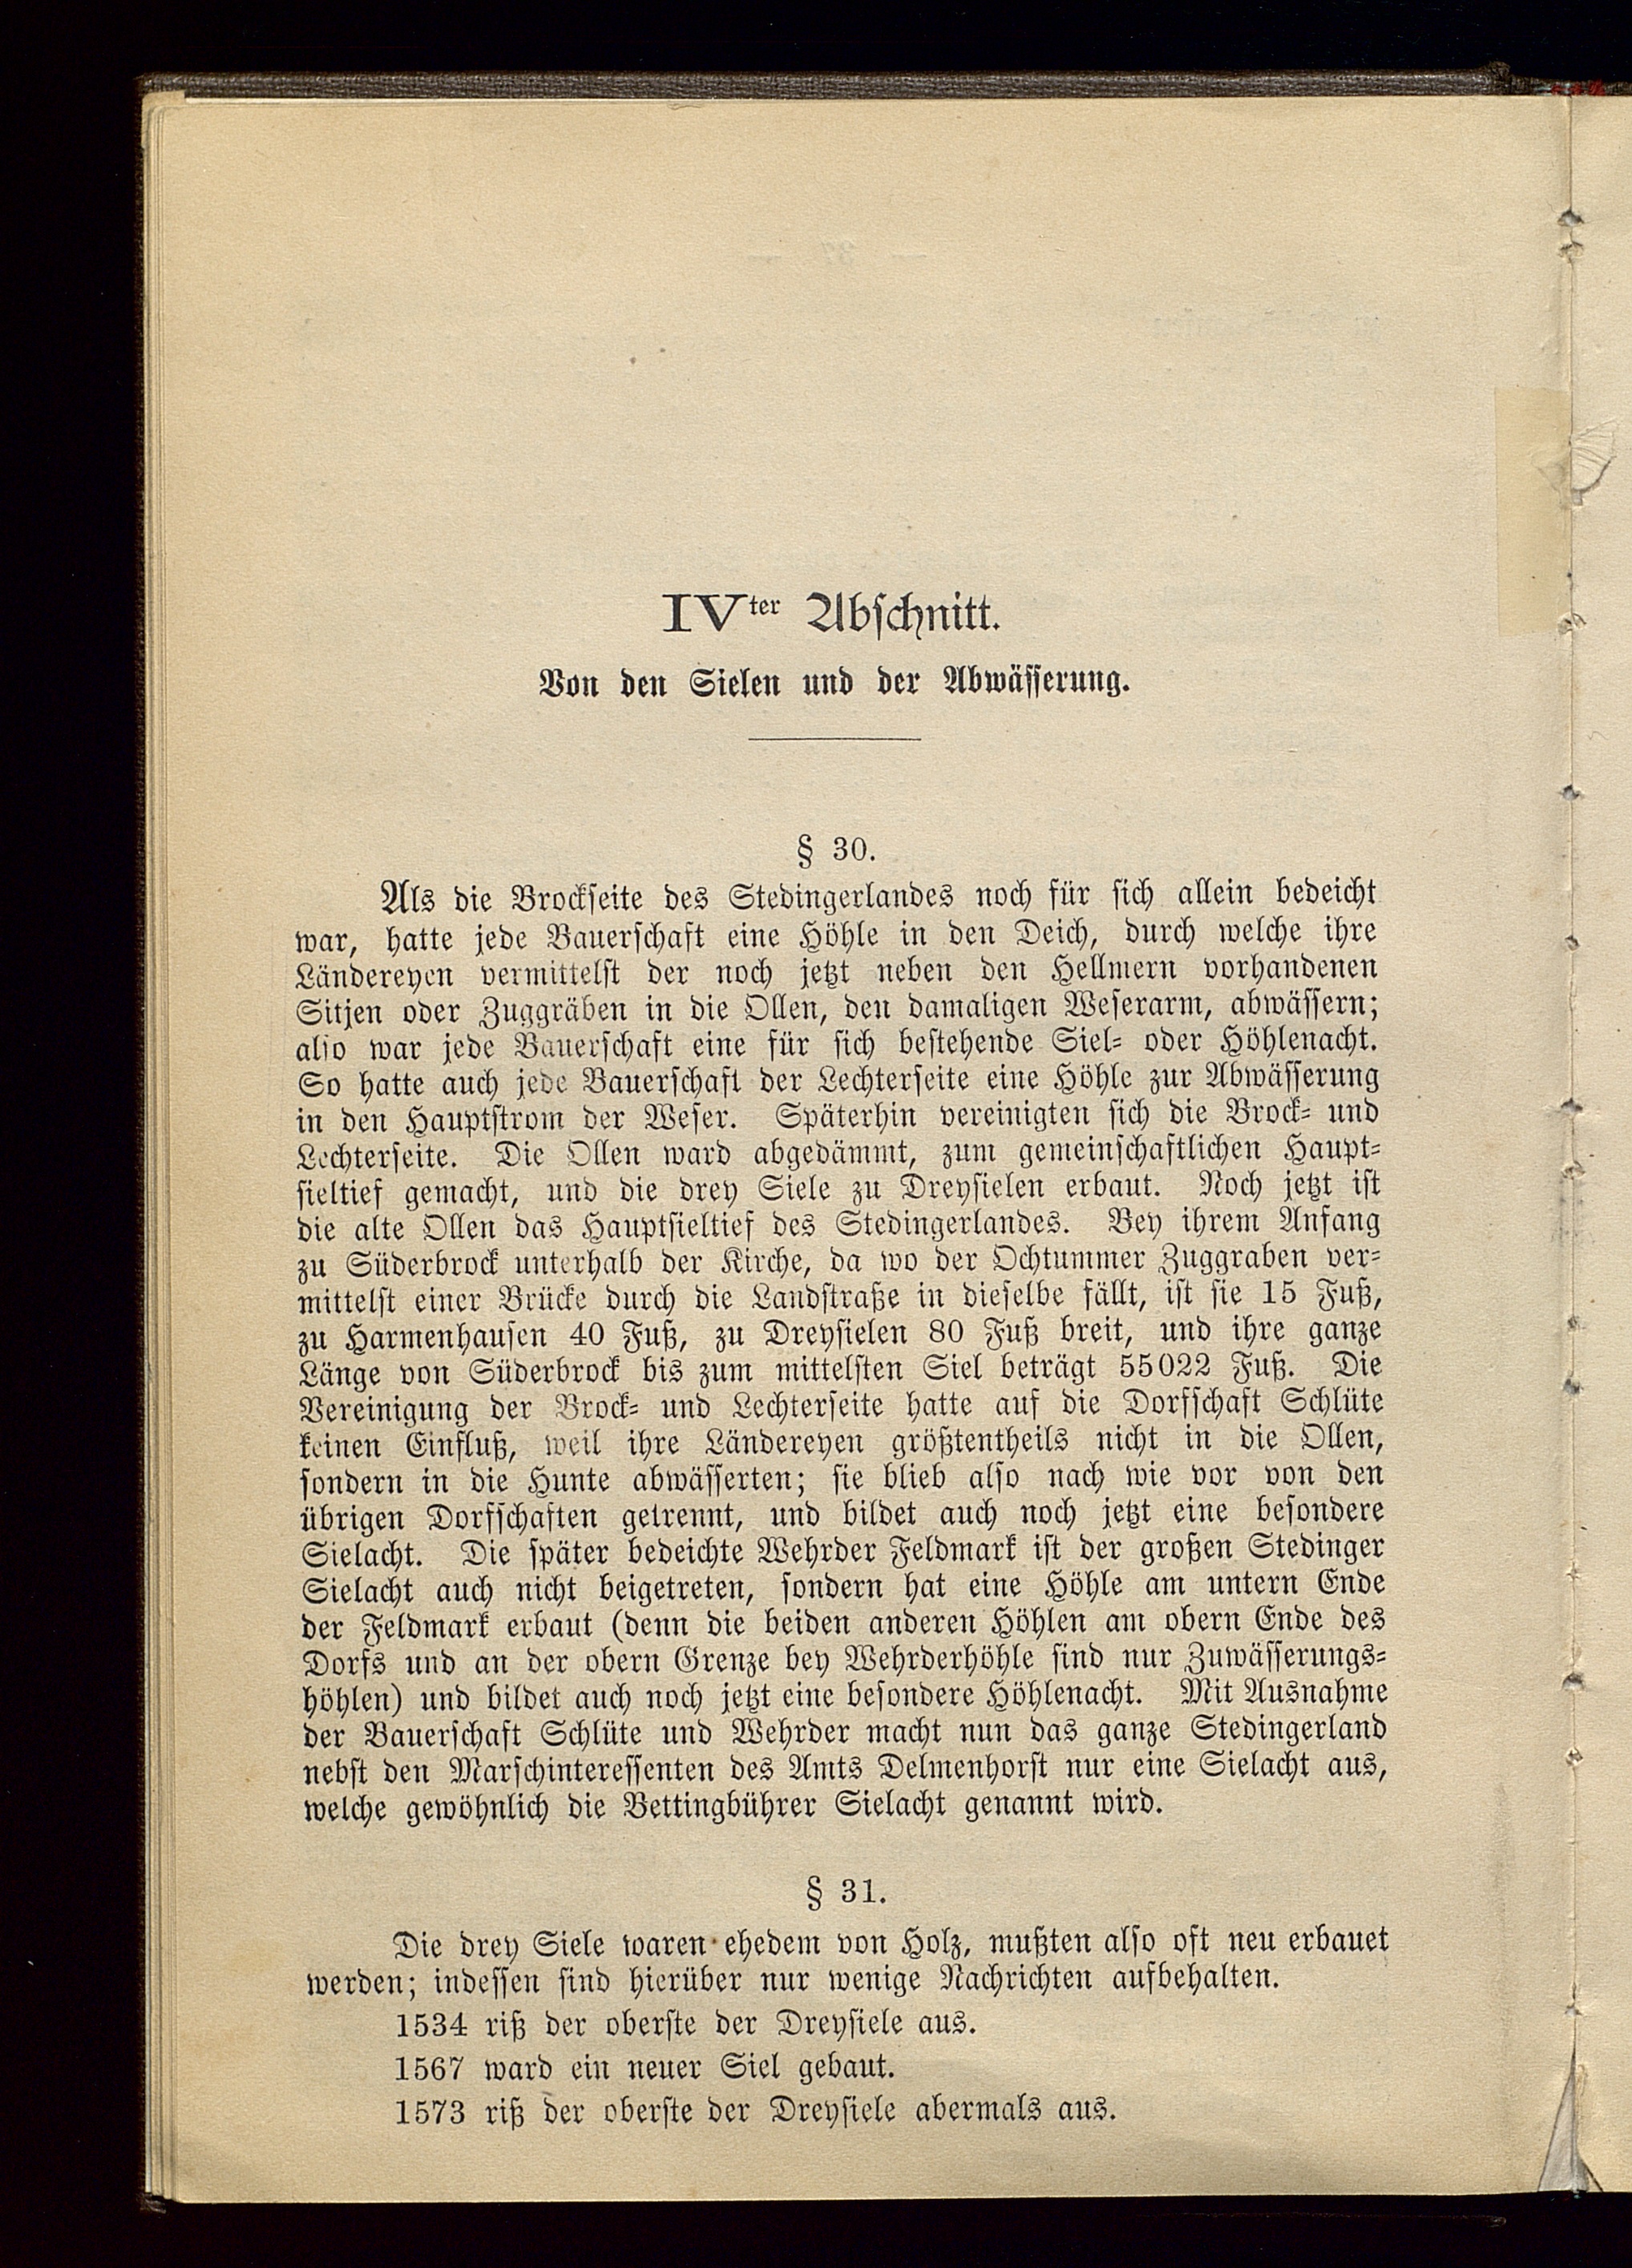 IVter Abschnitt.
Von den Sielen und der Abwässerung.
§ 30.
Als die Brockseite des Stedingerlandes noch für sich allein bedeicht
war, hatte jede Bauerschaft eine Höhle in den Deich, durch welche ihre
Ländereyen vermittelst der noch jetzt neben den Hellmern vorhandenen
Sitjen oder Zuggräben in die Ollen, den damaligen Weserarm, abwässern;
also war jede Bauerschaft eine für sich bestehende Siel- oder Höhlenacht.
So hatte auch jede Bauerschaft der Lechterseite eine Höhle zur Abwässerung
in den Hauptstrom der Weser. Späterhin vereinigten sich die Brock- und
Lechterseite. Die Ollen ward abgedämmt, zum gemeinschaftlichen Haupt-
sieltief gemacht, und die drey Siele zu Dreysielen erbaut. Noch jetzt ist
die alte Ollen das Hauptsieltief des Stedingerlandes. Bey ihrem Anfang
zu Süderbrock unterhalb der Kirche, da wo der Ochtummer Zuggraben ver-
mittelst einer Brücke durch die Landstraße in dieselbe fällt, ist sie 15 Fuß,
zu Harmenhausen 40 Fuß, zu Dreysielen 80 Fuß breit, und ihre ganze
Länge von Süderbrock bis zum mittelsten Siel beträgt 55022 Fuß. Die
Vereinigung der Brock- und Lechterseite hatte auf die Dorfschaft Schlüte
keinen Einfluß, weil ihre Ländereyen größtentheils nicht in die Ollen,
sondern in die Hunte abwässerten; sie blieb also nach wie vor von den
übrigen Dorfschaften getrennt, und bildet auch noch jetzt eine besondere
Sielacht. Die später bedeichte Wehrder Feldmark ist der großen Stedinger
Sielacht auch nicht beigetreten, sondern hat eine Höhle am untern Ende
der Feldmark erbaut (denn die beiden anderen Höhlen am obern Ende des
Dorfs und an der obern Grenze bey Wehrderhöhle sind nur Zuwässerungs-
höhlen) und bildet auch noch jetzt eine besondere Höhlenacht. Mit Ausnahme
der Bauerschaft Schlüte und Wehrder macht nun das ganze Stedingerland
nebst den Marschinteressenten des Amts Delmenhorst nur eine Sielacht aus,
welche gewöhnlich die Bettingbührer Sielacht genannt wird.
§ 31.
Die drey Siele waren ehedem von Holz, mußten also oft neu erbauet
werden; indessen sind hierüber nur wenige Nachrichten aufbehalten.
1534 riß der oberste der Dreysiele aus.
1567 ward ein neuer Siel gebaut.
1573 riß der oberste der Dreysiele abermals aus.